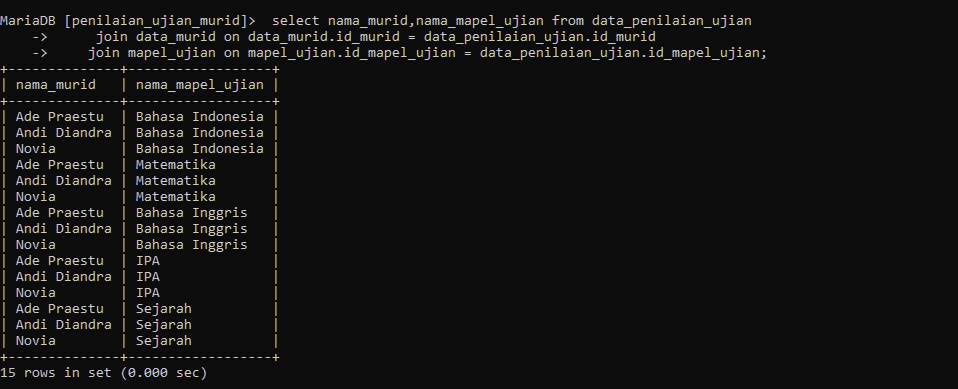 MariaDB [penilaian_ujian_murid]>  select nama_murid,nama_mapel_ujian from data_penilaian_ujian
    ->      join data_murid on data_murid.id_murid = data_penilaian_ujian.id_murid
    ->     join mapel_ujian on mapel_ujian.id_mapel_ujian = data_penilaian_ujian.id_mapel_ujian;
+--------------+------------------+
| nama_murid   | nama_mapel_ujian |
+--------------+------------------+
| Ade Praestu  | Bahasa Indonesia |
| Andi Diandra | Bahasa Indonesia |
| Novia        | Bahasa Indonesia |
| Ade Praestu  | Matematika       |
| Andi Diandra | Matematika       |
| Novia        | Matematika       |
| Ade Praestu  | Bahasa Inggris   |
| Andi Diandra | Bahasa Inggris   |
| Novia        | Bahasa Inggris   |
| Ade Praestu  | IPA              |
| Andi Diandra | IPA              |
| Novia        | IPA              |
| Ade Praestu  | Sejarah          |
| Andi Diandra | Sejarah          |
| Novia        | Sejarah          |
+--------------+------------------+
15 rows in set (0.000 sec)